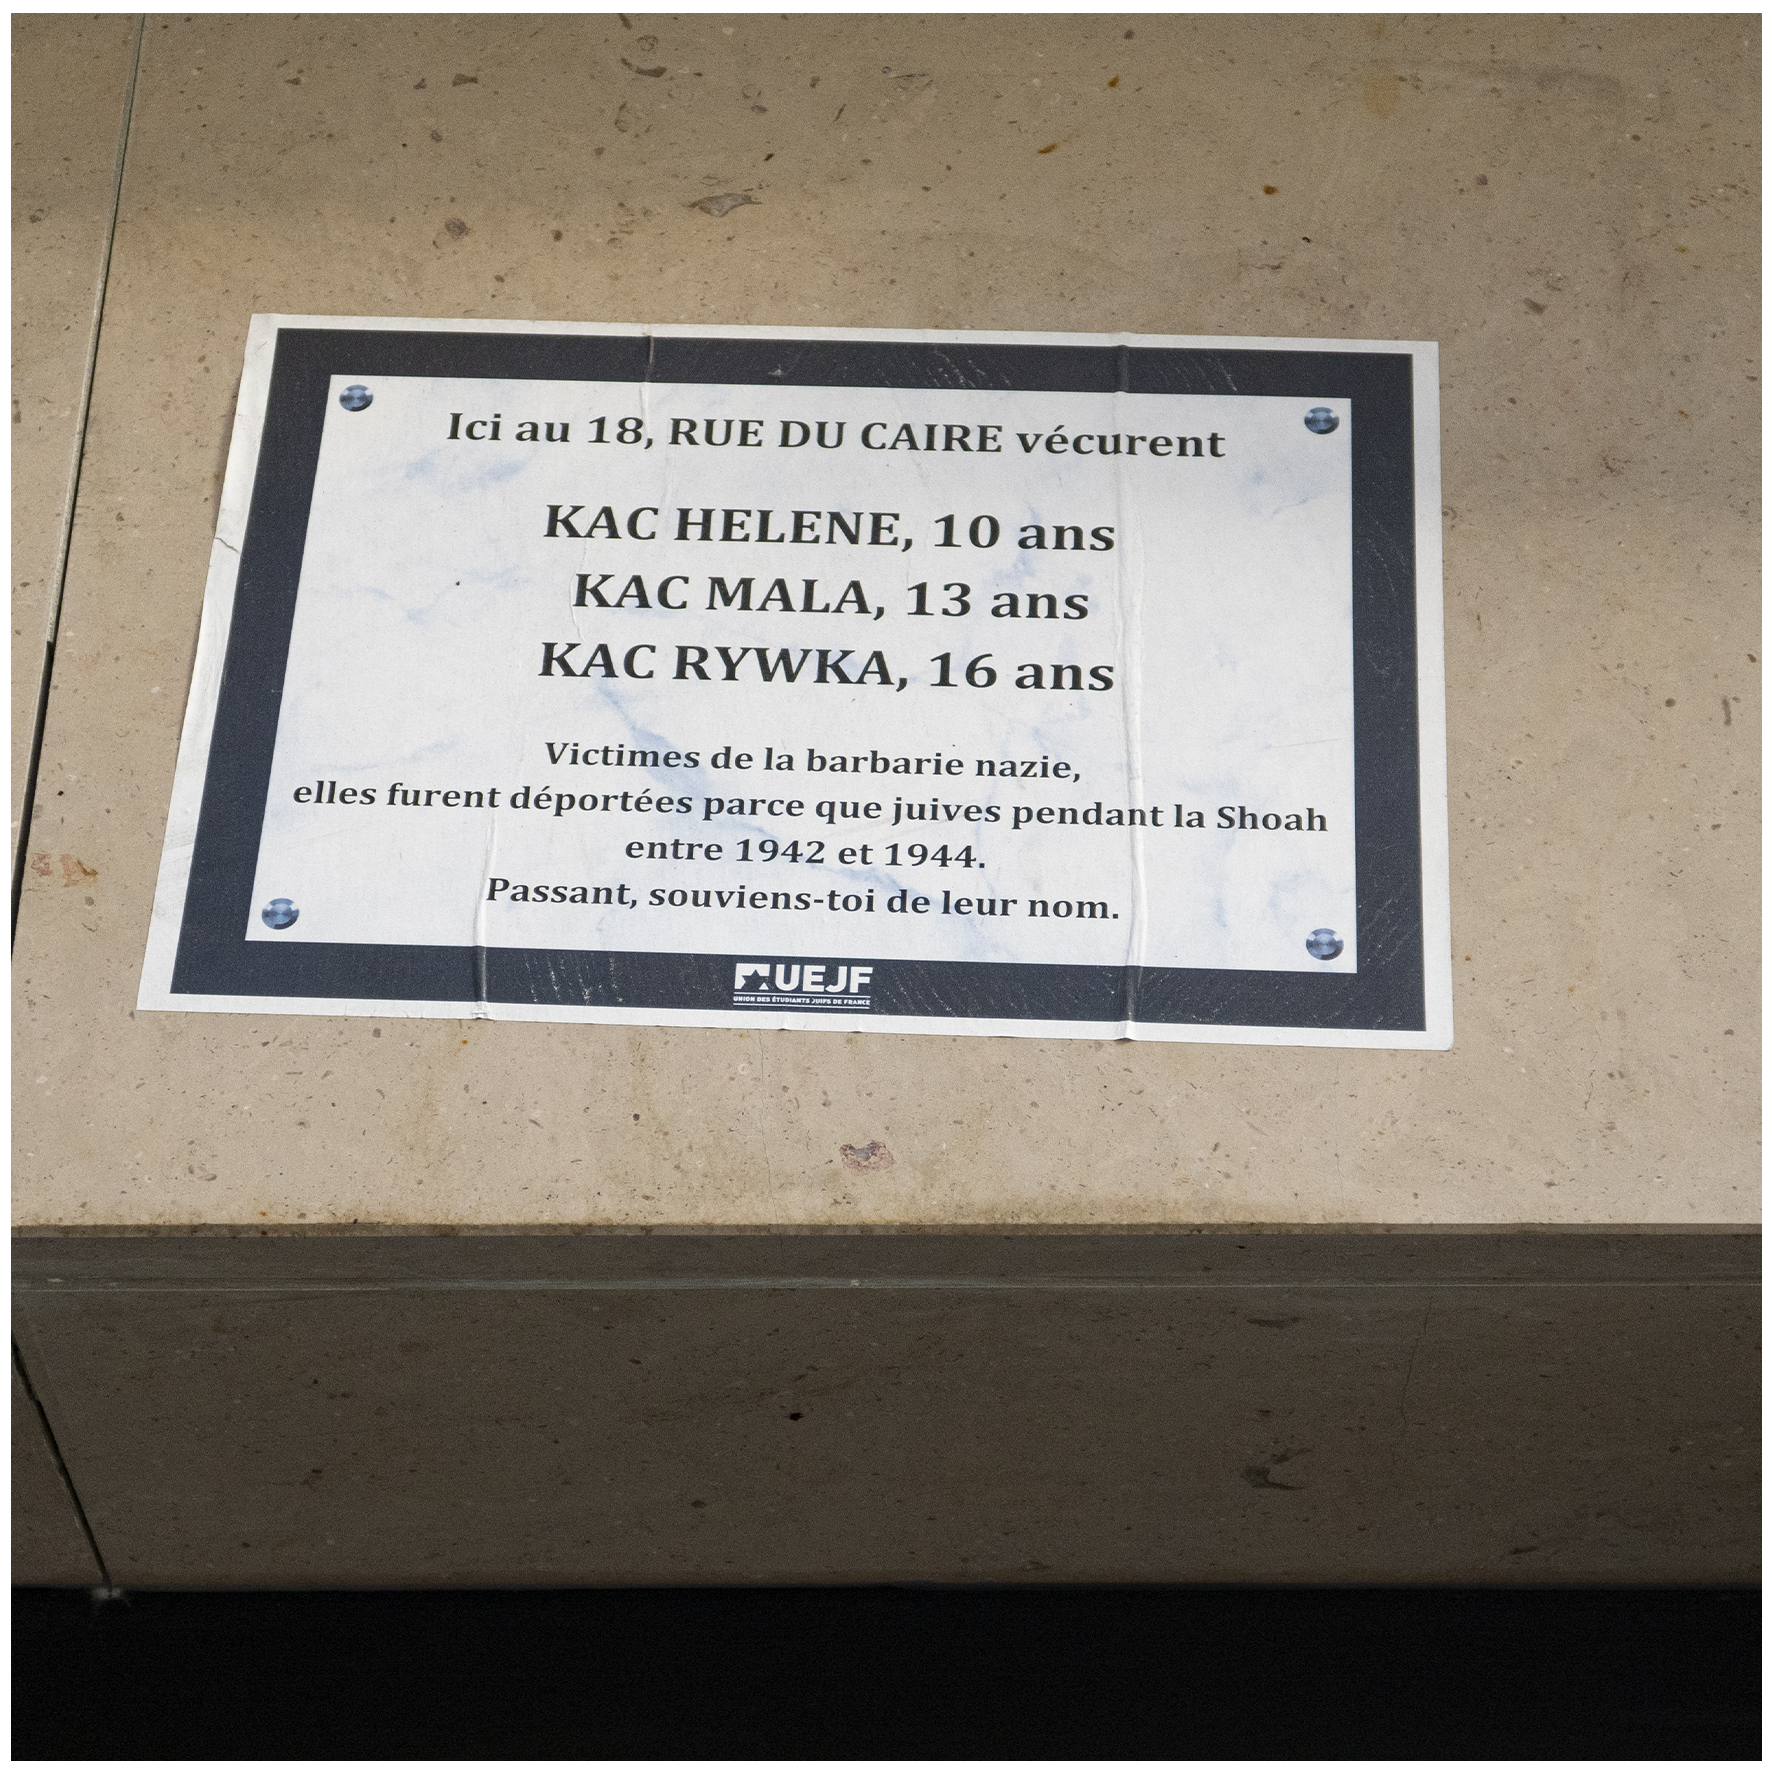 Ici au 18, RUE DU CAIRE vécurent
KAC HELENE, 10 ans
KAC MALA, 13 ans
KAC RYWKA, 16 ans
Victimes de la barbarie nazie,
elles furent déportées parce que juives pendant la Shoah
entre 1942 et 1944.
Passant, souviens-toi de leur nom.
UEJF
UNION DES ÉTUDIANTS JUIFS DE FRANCE